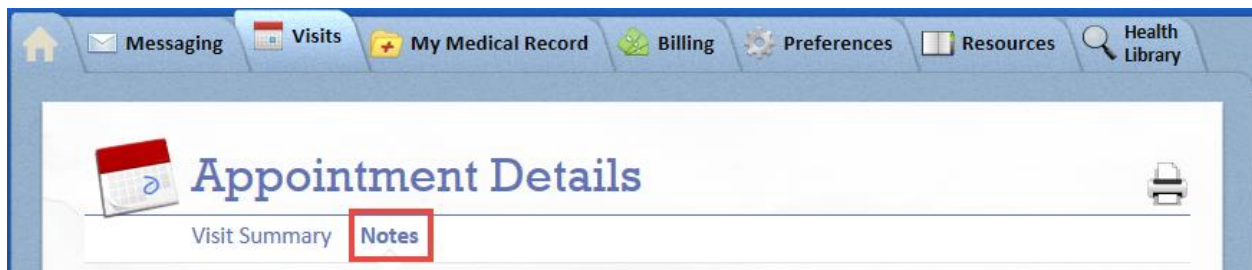 Messaging
Visits
My Medical Record
Billing
Preferences
Resources
Health
Library
Appointment Details
Visit Summary Notes